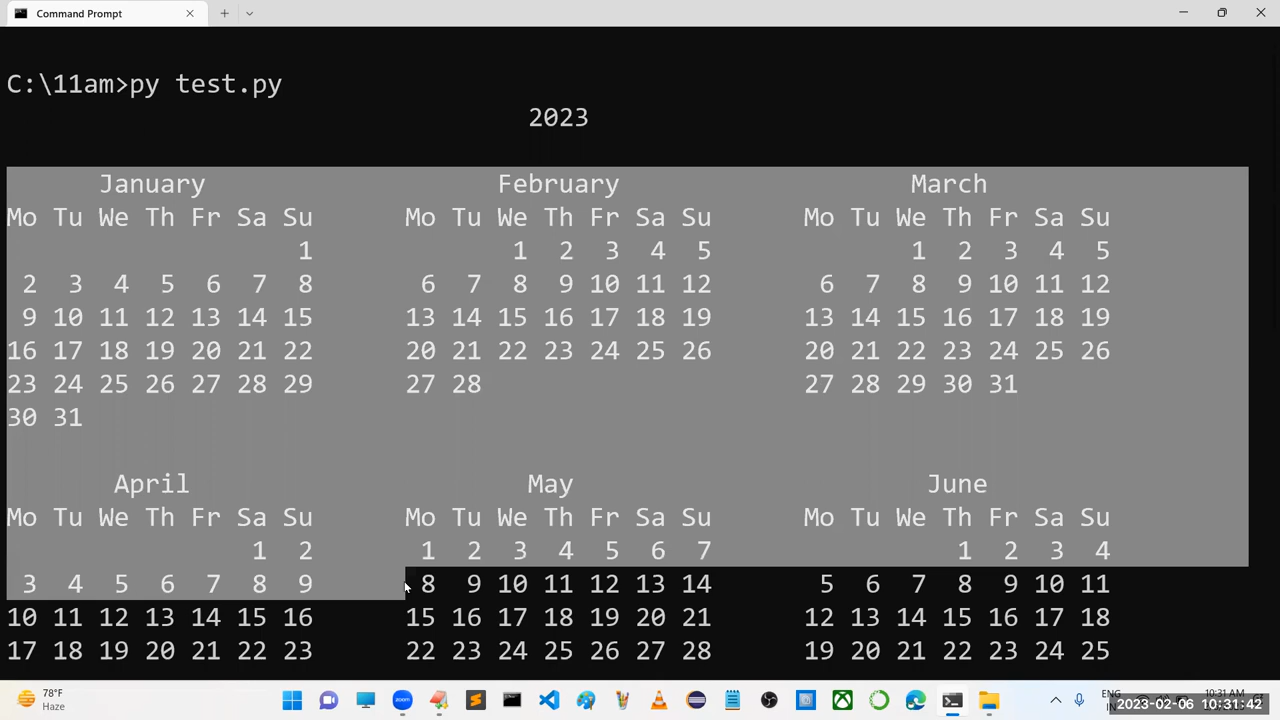 Command Prompt
C:\11am>py test.py
2023
January February March
Mo Tu We Th Fr Sa Su Mo Tu We Th Fr Sa Su Mo Tu We Th Fr Sa Su
1 1 2 3 4 5 1 2 3 4 5
2 3 4 5 6 7 8 6 7 8 9 10 11 12 6 7 8 9 10 11 12
9 10 11 12 13 14 15 13 14 15 16 17 18 19 13 14 15 16 17 18 19
16 17 18 19 20 21 22 20 21 22 23 24 25 26 20 21 22 23 24 25 26
23 24 25 26 27 28 29 27 28 27 28 29 30 31
30 31
April May June
Mo Tu We Th Fr Sa Su Mo Tu We Th Fr Sa Su Mo Tu We Th Fr Sa Su
1 2 1 2 3 4 5 6 7 1 2 3 4
3 4 5 6 7 8 9 8 9 10 11 12 13 14 5 6 7 8 9 10 11
10 11 12 13 14 15 16 15 16 17 18 19 20 21 12 13 14 15 16 17 18
17 18 19 20 21 22 23 22 23 24 25 26 27 28 19 20 21 22 23 24 25
78°F
Haze
ENG
IN
10:31 AM
2023-02-06 10:31:42